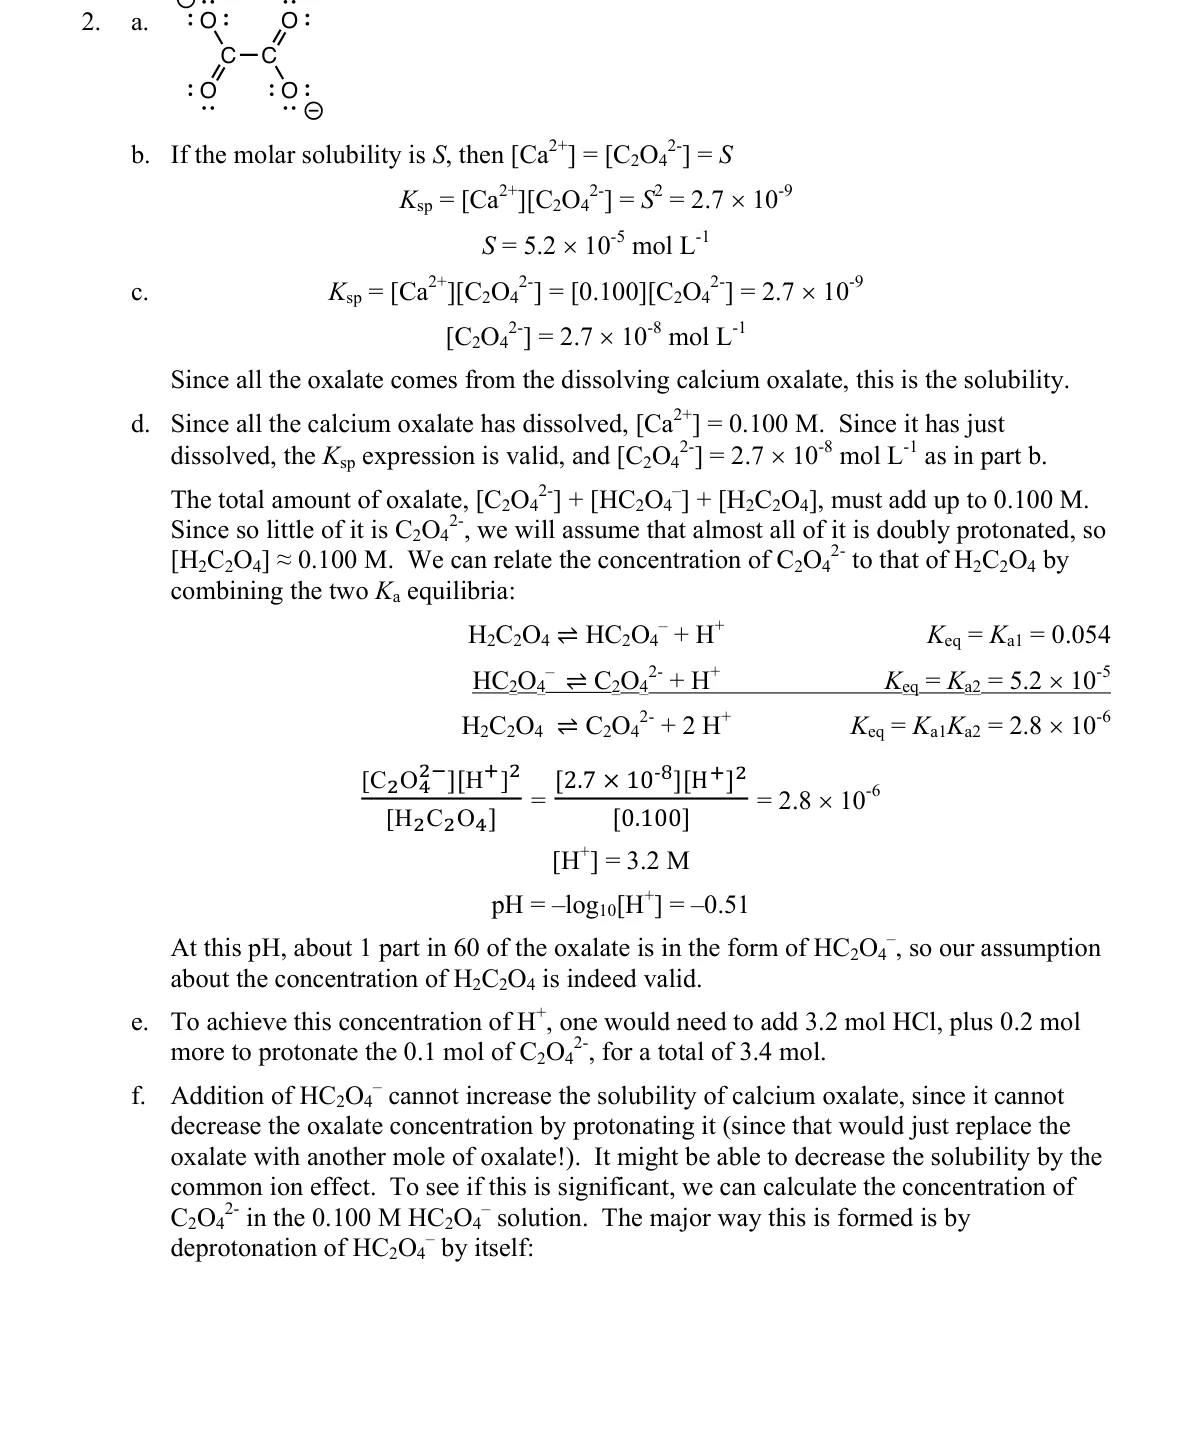 2. a. :O: O:
C–C
:O :O:
⊖
b. If the molar solubility is S, then [Ca²⁺] = [C₂O₄²⁻] = S
Kₛₚ = [Ca²⁺][C₂O₄²⁻] = S² = 2.7 × 10⁻⁹
S = 5.2 × 10⁻⁵ mol L⁻¹
c. Kₛₚ = [Ca²⁺][C₂O₄²⁻] = [0.100][C₂O₄²⁻] = 2.7 × 10⁻⁹
[C₂O₄²⁻] = 2.7 × 10⁻⁸ mol L⁻¹
Since all the oxalate comes from the dissolving calcium oxalate, this is the solubility.
d. Since all the calcium oxalate has dissolved, [Ca²⁺] = 0.100 M. Since it has just
dissolved, the Kₛₚ expression is valid, and [C₂O₄²⁻] = 2.7 × 10⁻⁸ mol L⁻¹ as in part b.
The total amount of oxalate, [C₂O₄²⁻] + [HC₂O₄⁻] + [H₂C₂O₄], must add up to 0.100 M.
Since so little of it is C₂O₄²⁻, we will assume that almost all of it is doubly protonated, so
[H₂C₂O₄] ≈ 0.100 M. We can relate the concentration of C₂O₄²⁻ to that of H₂C₂O₄ by
combining the two Kₐ equilibria:
H₂C₂O₄ ⇌ HC₂O₄⁻ + H⁺ K_eq = K_a1 = 0.054
HC₂O₄⁻ ⇌ C₂O₄²⁻ + H⁺ K_eq = K_a2 = 5.2 × 10⁻⁵
H₂C₂O₄ ⇌ C₂O₄²⁻ + 2 H⁺ K_eq = K_a1K_a2 = 2.8 × 10⁻⁶
[C₂O₄²⁻][H⁺]² / [H₂C₂O₄] = [2.7 × 10⁻⁸][H⁺]² / [0.100] = 2.8 × 10⁻⁶
[H⁺] = 3.2 M
pH = –log₁₀[H⁺] = –0.51
At this pH, about 1 part in 60 of the oxalate is in the form of HC₂O₄⁻, so our assumption
about the concentration of H₂C₂O₄ is indeed valid.
e. To achieve this concentration of H⁺, one would need to add 3.2 mol HCl, plus 0.2 mol
more to protonate the 0.1 mol of C₂O₄²⁻, for a total of 3.4 mol.
f. Addition of HC₂O₄⁻ cannot increase the solubility of calcium oxalate, since it cannot
decrease the oxalate concentration by protonating it (since that would just replace the
oxalate with another mole of oxalate!). It might be able to decrease the solubility by the
common ion effect. To see if this is significant, we can calculate the concentration of
C₂O₄²⁻ in the 0.100 M HC₂O₄⁻ solution. The major way this is formed is by
deprotonation of HC₂O₄⁻ by itself: